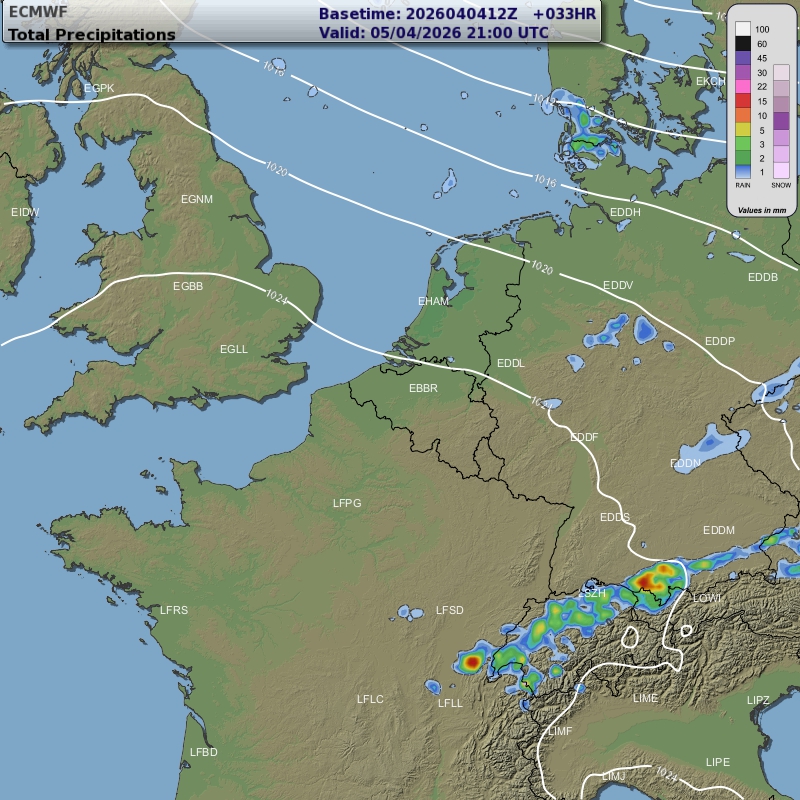 ECMWF
Basetime: 2026040412Z +033HR
Total Precipitations
Valid: 05/04/2026 21:00 UTC
100
60
45
30
22
15
10
5
3
2
1
RAIN SNOW
Values in mm
EGPK
1016
1012
EKCH
1020
1016
EIDW
EGNM
EDDH
1020
EGBB
1024
EHAM
EDDV
EDDB
EGLL
EDDP
EDDL
EBBR
EDDF
EDDN
LFPG
EDDS
EDDM
LFRS
LFSD
LSZH
LOWI
LFLC
LFLL
LIME
LIPZ
LIMF
LFBD
LIPE
LIMJ
1024